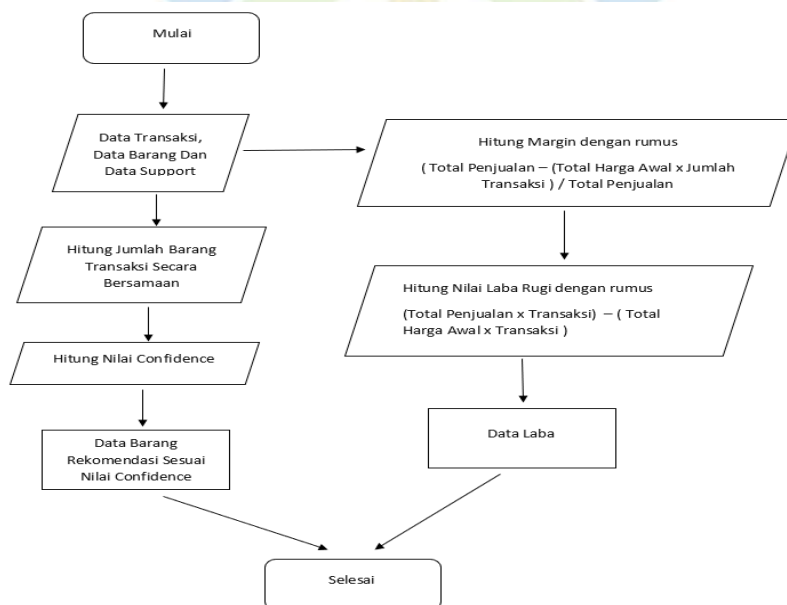 Mulai
Data Transaksi,
Data Barang Dan
Data Support
Hitung Jumlah Barang
Transaksi Secara
Bersamaan
Hitung Nilai Confidence
Data Barang
Rekomendasi Sesuai
Nilai Confidence
Hitung Margin dengan rumus
( Total Penjualan – (Total Harga Awal x Jumlah
Transaksi ) / Total Penjualan
Hitung Nilai Laba Rugi dengan rumus
(Total Penjualan x Transaksi) – ( Total
Harga Awal x Transaksi )
Data Laba
Selesai